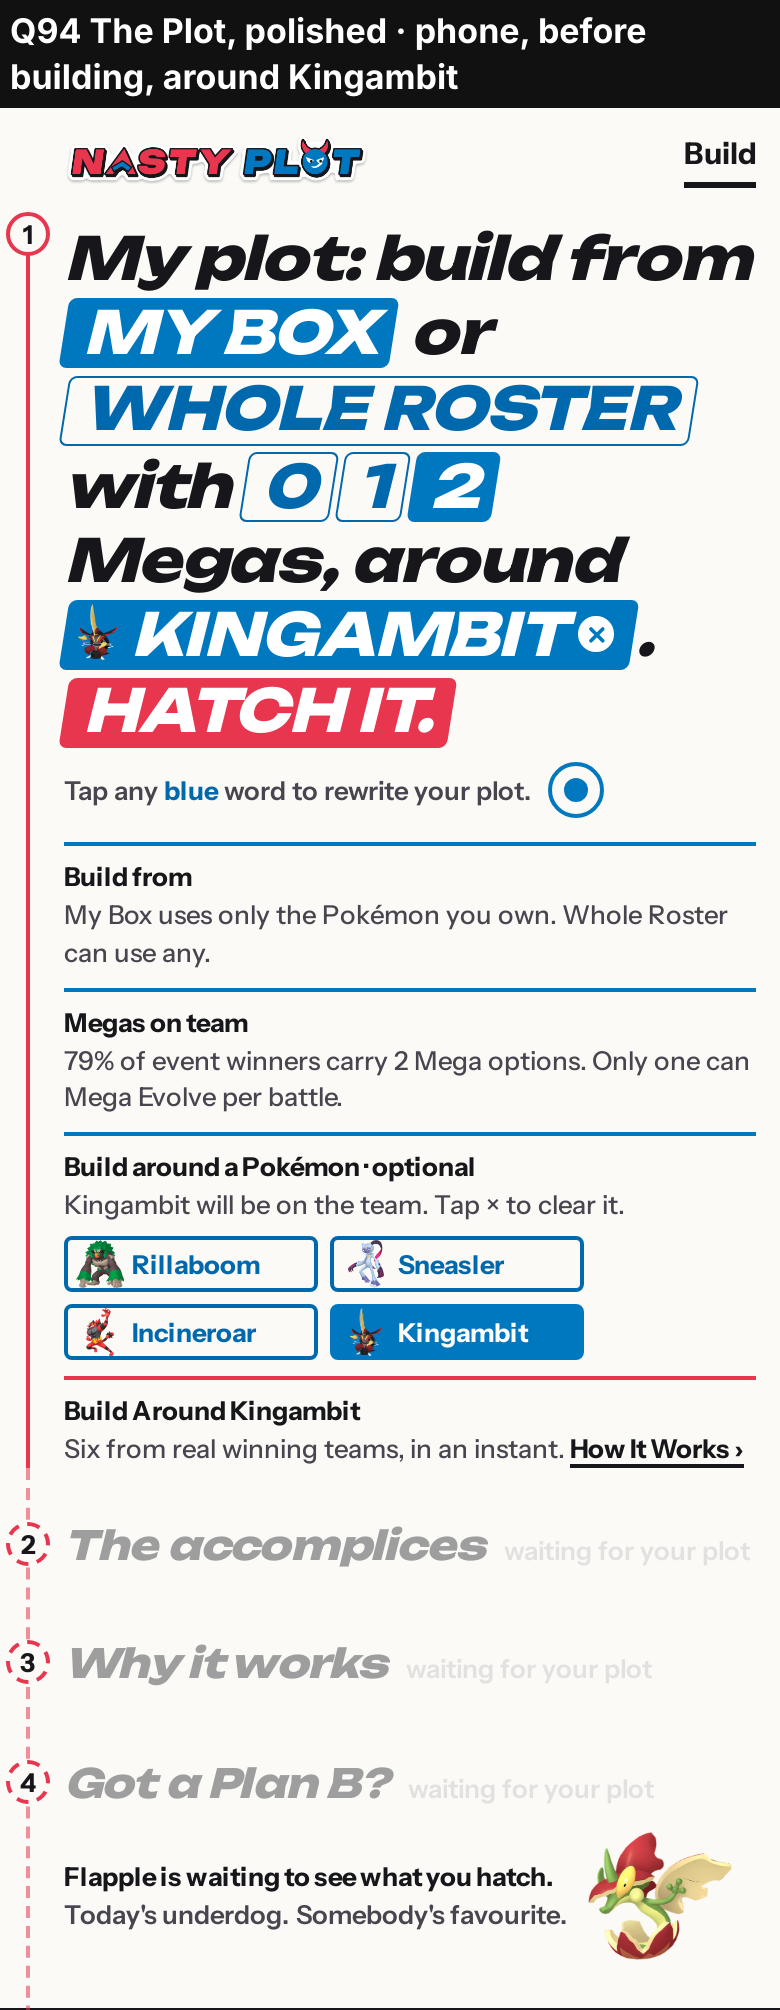 Q94 The Plot, polished · phone, before
building, around Kingambit
NASTY PLOT
Build
1
My plot: build from
MY BOX or
WHOLE ROSTER
with 0 1 2
Megas, around
KINGAMBIT × .
HATCH IT.
Tap any blue word to rewrite your plot.
Build from
My Box uses only the Pokémon you own. Whole Roster
can use any.
Megas on team
79% of event winners carry 2 Mega options. Only one can
Mega Evolve per battle.
Build around a Pokémon · optional
Kingambit will be on the team. Tap × to clear it.
Rillaboom Sneasler
Incineroar Kingambit
Build Around Kingambit
Six from real winning teams, in an instant. How It Works ›
2 The accomplices waiting for your plot
3 Why it works waiting for your plot
4 Got a Plan B? waiting for your plot
Flapple is waiting to see what you hatch.
Today's underdog. Somebody's favourite.